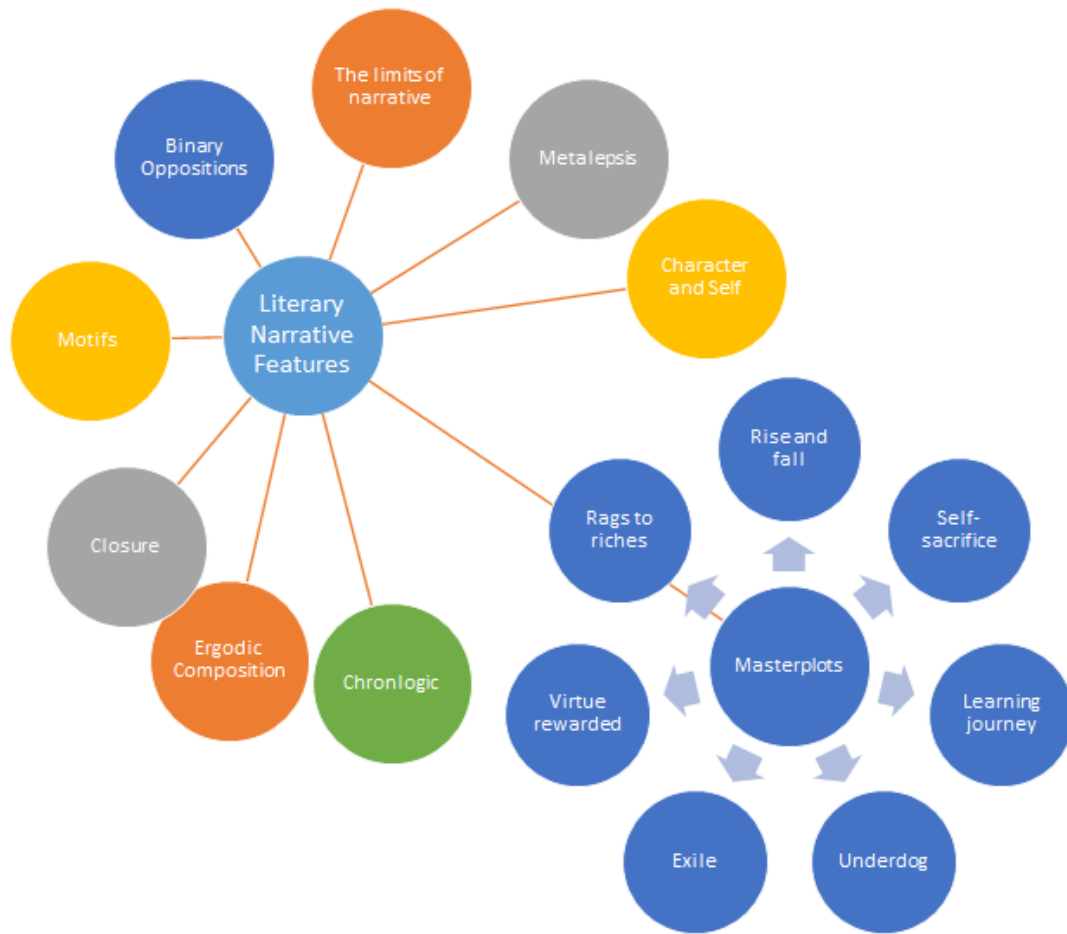 The limits of
narrative
Binary
Oppositions
Metalepsis
Character
and Self
Literary
Narrative
Features
Motifs
Closure
Ergodic
Composition
Chronlogic
Rise and
fall
Rags to
riches
Self-
sacrifice
Masterplots
Virtue
rewarded
Learning
journey
Exile
Underdog